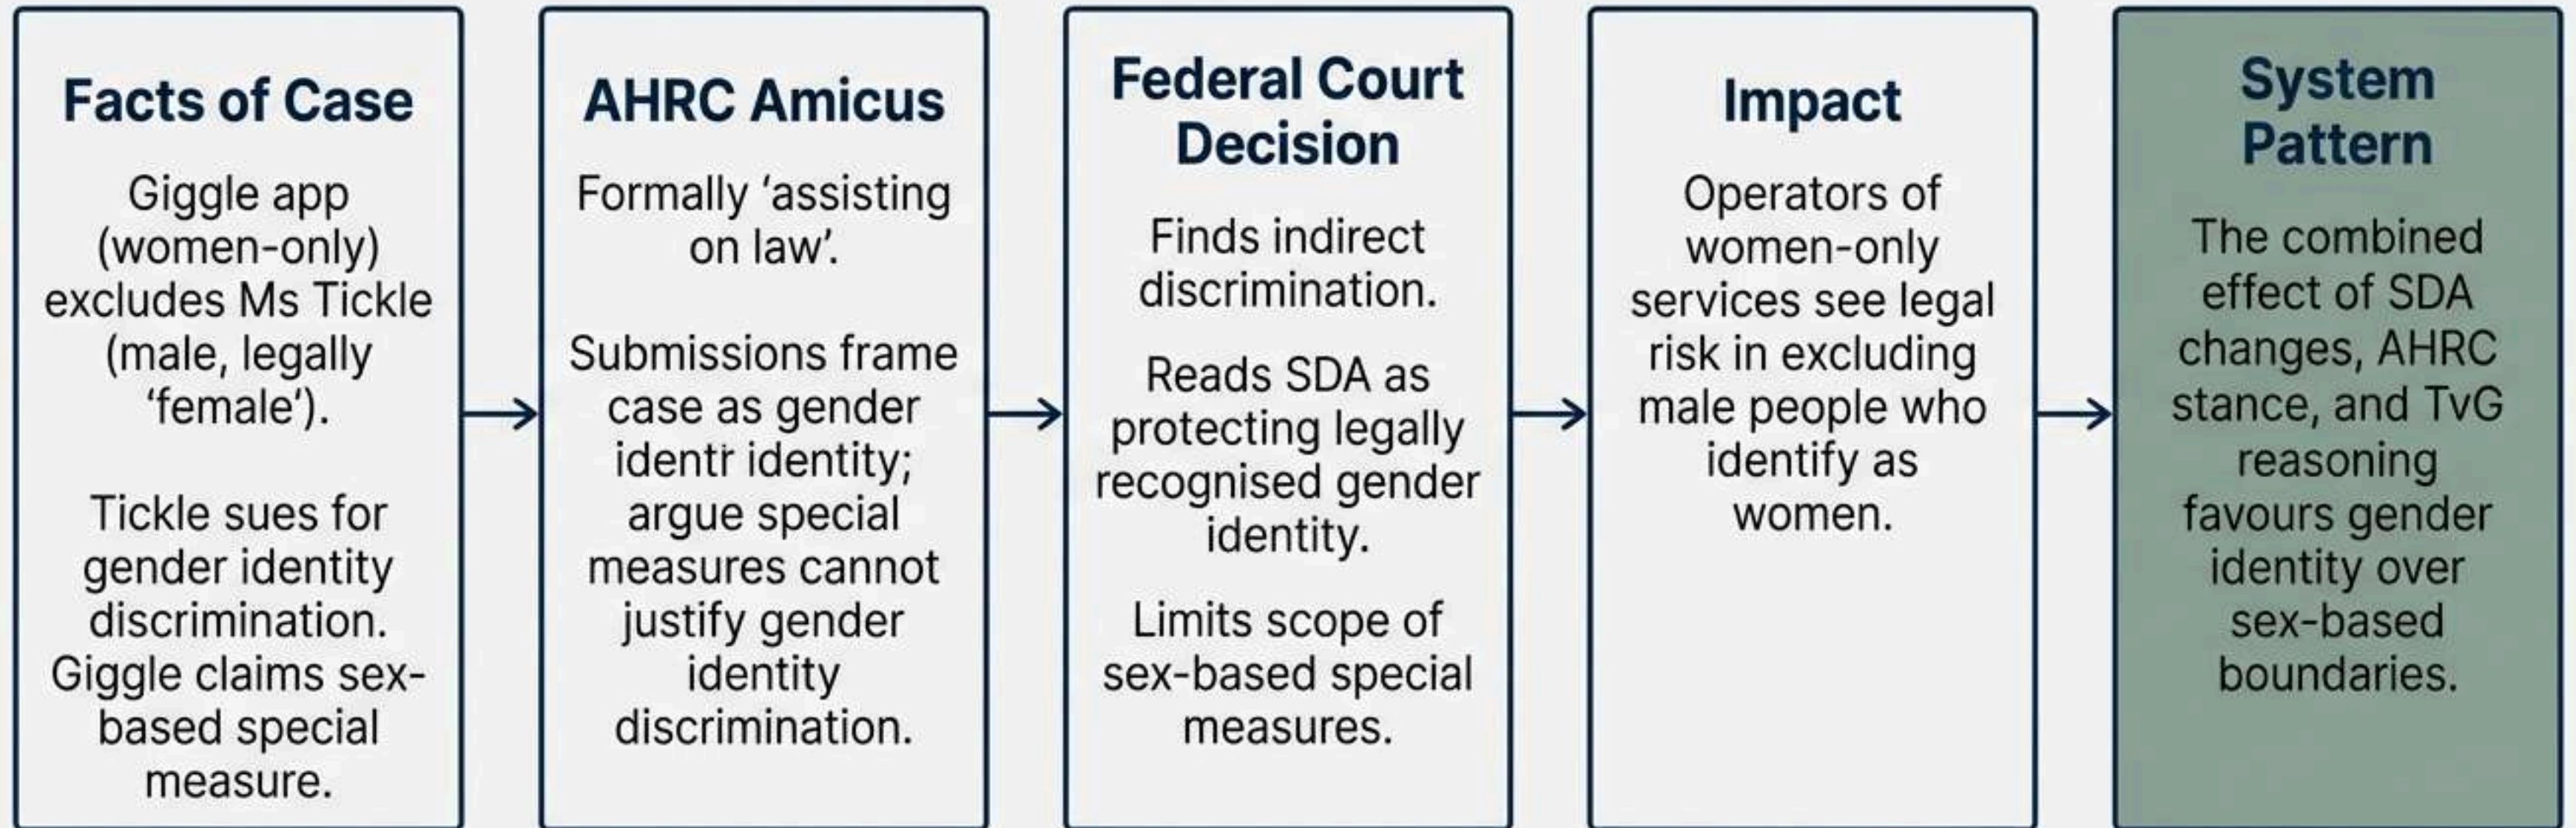 Facts of Case
Giggle app
(women-only)
excludes Ms Tickle
(male, legally
‘female’).
Tickle sues for
gender identity
discrimination.
Giggle claims sex-
based special
measure.
AHRC Amicus
Formally ‘assisting
on law’.
Submissions frame
case as gender
identr identity;
argue special
measures cannot
justify gender
identity
discrimination.
Federal Court
Decision
Finds indirect
discrimination.
Reads SDA as
protecting legally
recognised gender
identity.
Limits scope of
sex-based special
measures.
Impact
Operators of
women-only
services see legal
risk in excluding
male people who
identify as
women.
System
Pattern
The combined
effect of SDA
changes, AHRC
stance, and TvG
reasoning
favours gender
identity over
sex-based
boundaries.